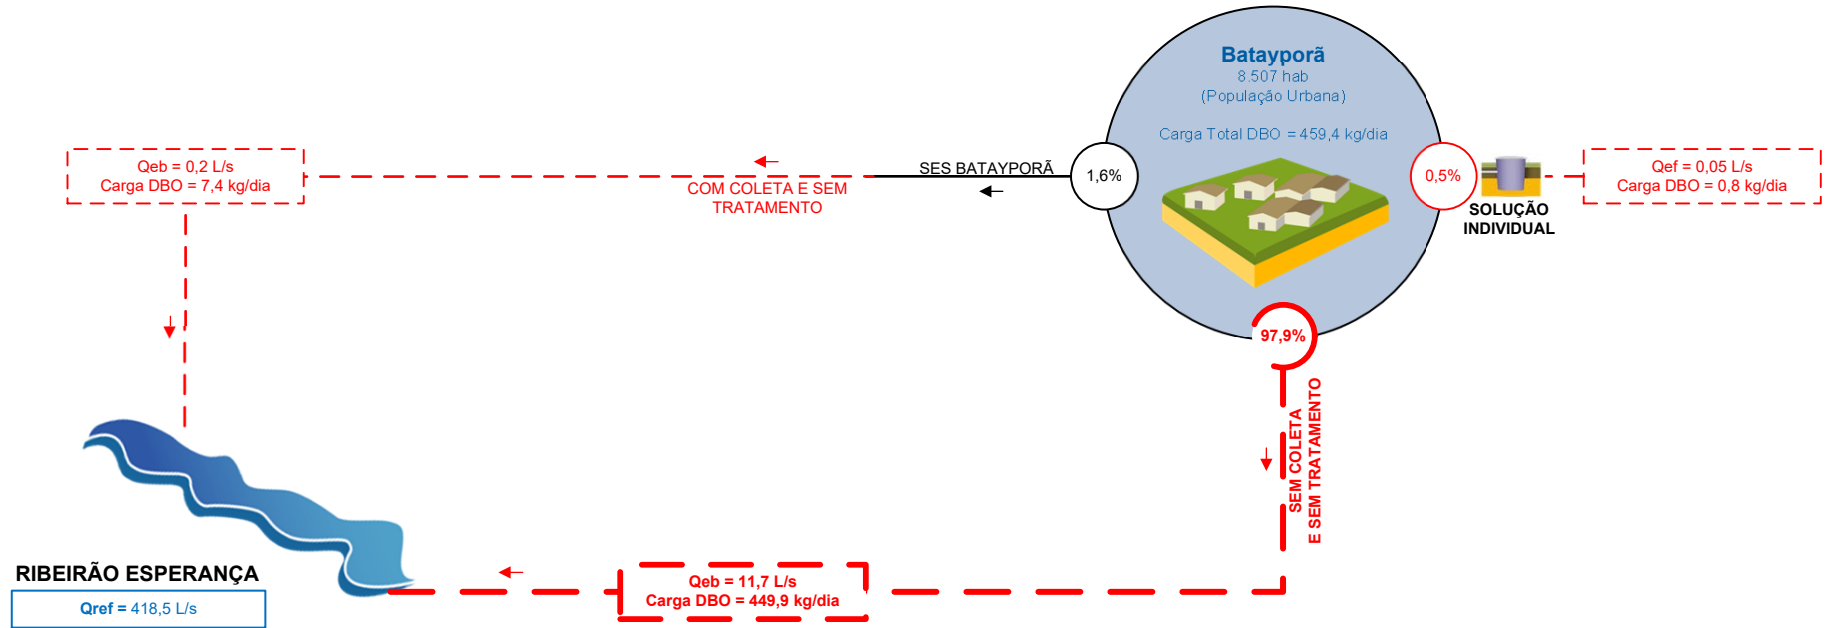 Batayporã
8.507 hab
(População Urbana)
Carga Total DBO = 459,4 kg/dia
Qeb = 0,2 L/s
Carga DBO = 7,4 kg/dia
COM COLETA E SEM
TRATAMENTO
SES BATAYPORÃ
1,6%
0,5%
SOLUÇÃO
INDIVIDUAL
Qef = 0,05 L/s
Carga DBO = 0,8 kg/dia
97,9%
SEM COLETA
E SEM TRATAMENTO
RIBEIRÃO ESPERANÇA
Qref = 418,5 L/s
Qeb = 11,7 L/s
Carga DBO = 449,9 kg/dia